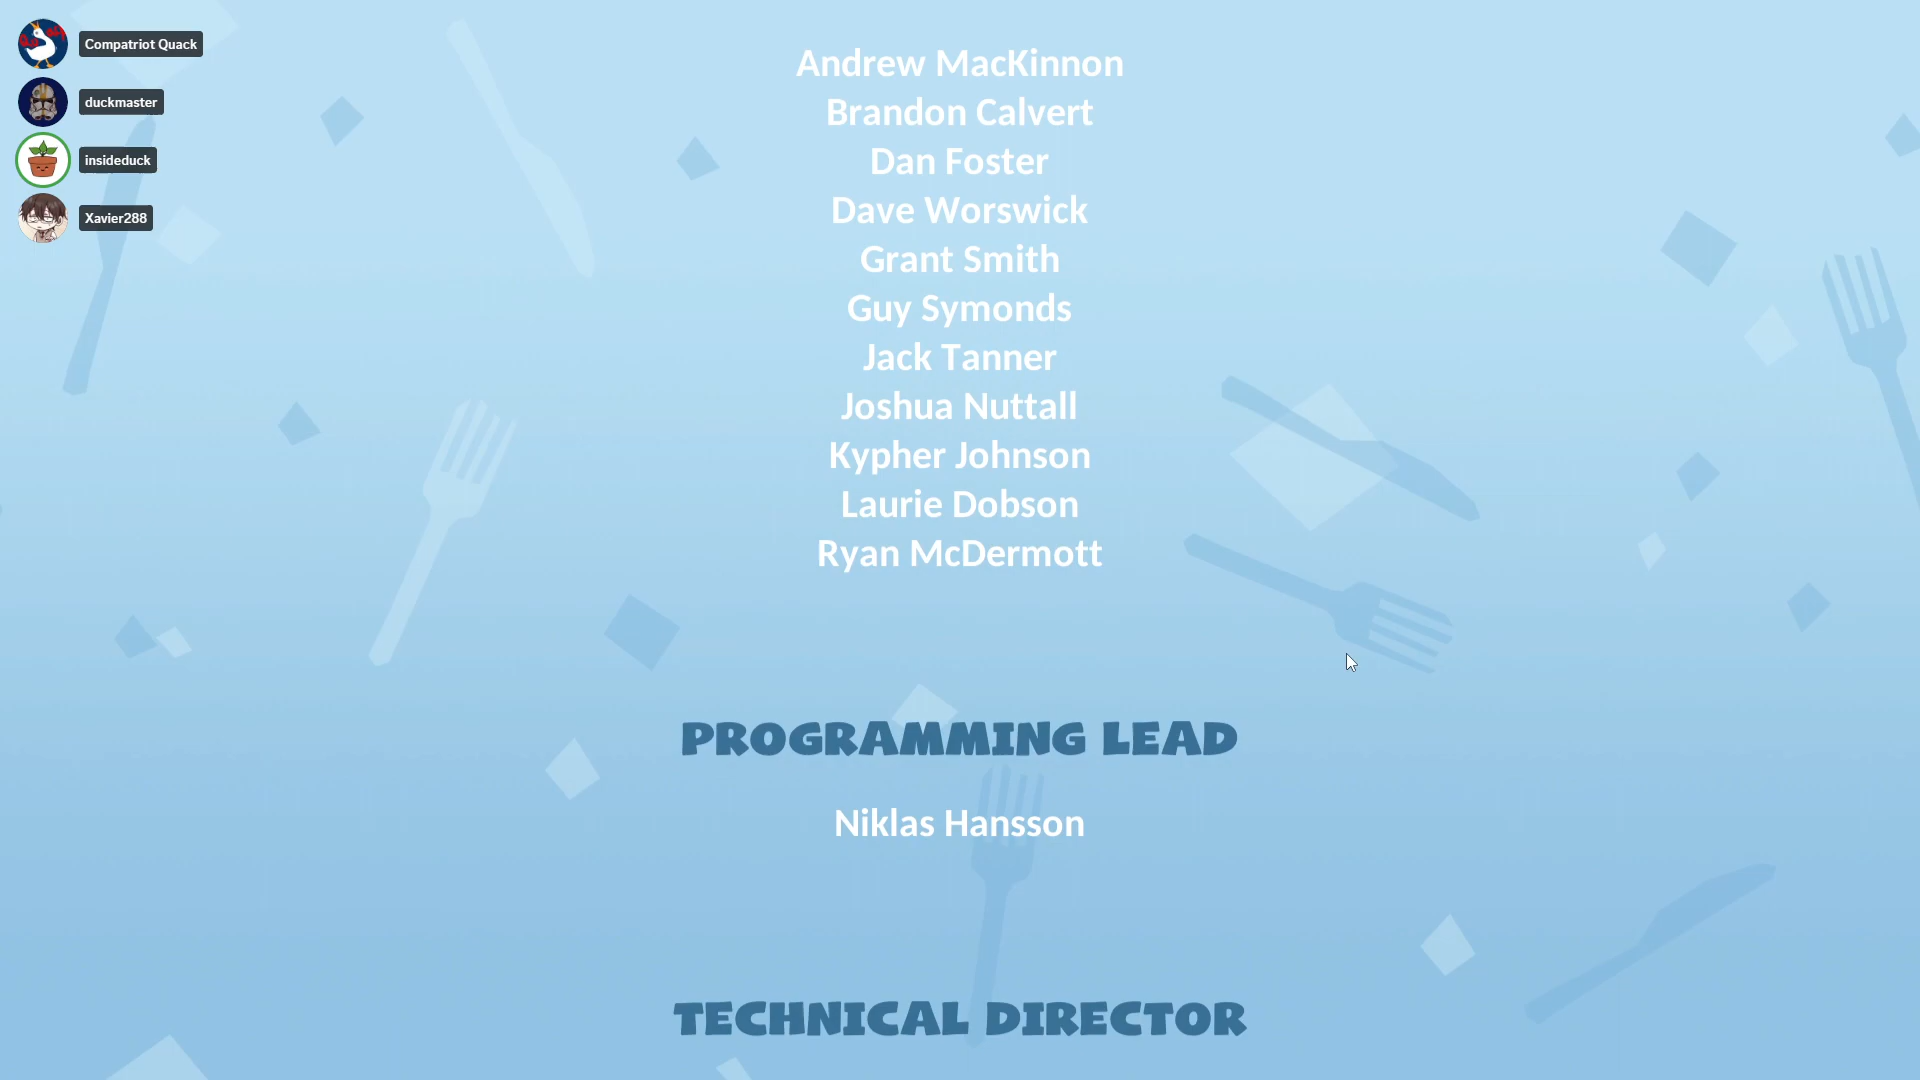 Compatriot Quack
duckmaster
insideduck
Xavier288
Andrew MacKinnon
Brandon Calvert
Dan Foster
Dave Worswick
Grant Smith
Guy Symonds
Jack Tanner
Joshua Nuttall
Kypher Johnson
Laurie Dobson
Ryan McDermott
PROGRAMMING LEAD
Niklas Hansson
TECHNICAL DIRECTOR